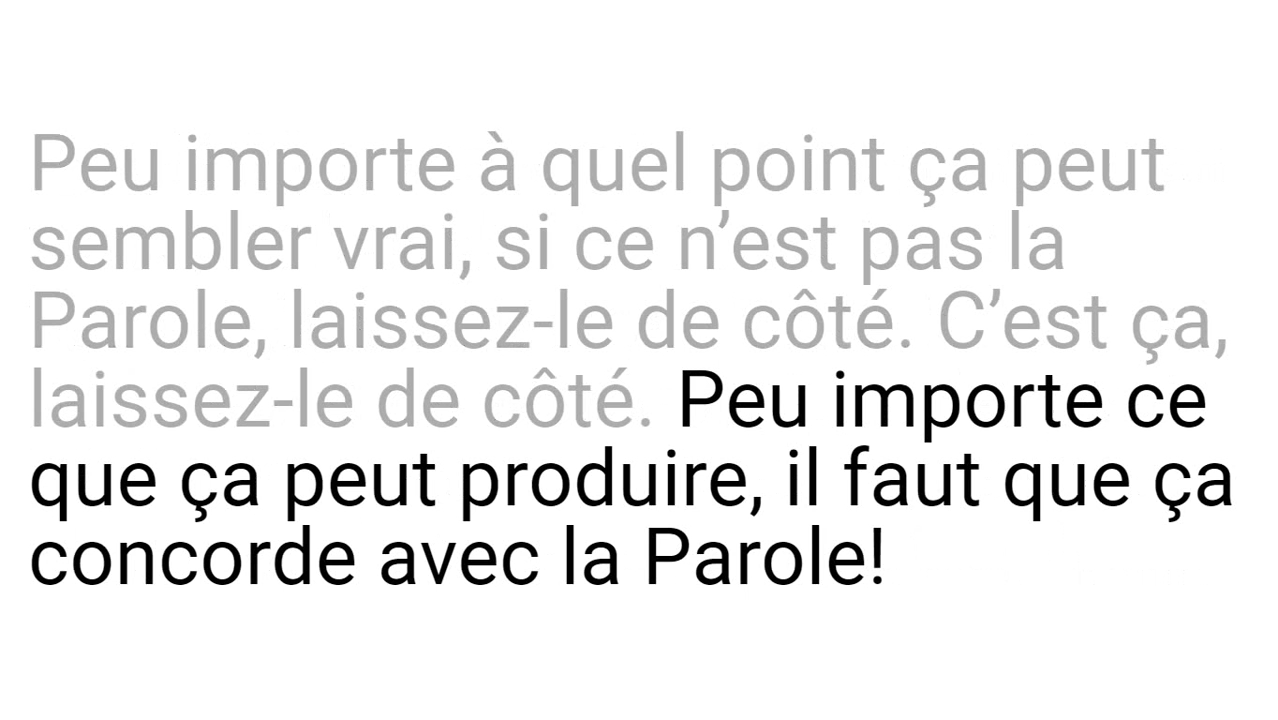 Peu importe à quel point ça peut
sembler vrai, si ce n’est pas la
Parole, laissez-le de côté. C’est ça,
laissez-le de côté. Peu importe ce
que ça peut produire, il faut que ça
concorde avec la Parole!